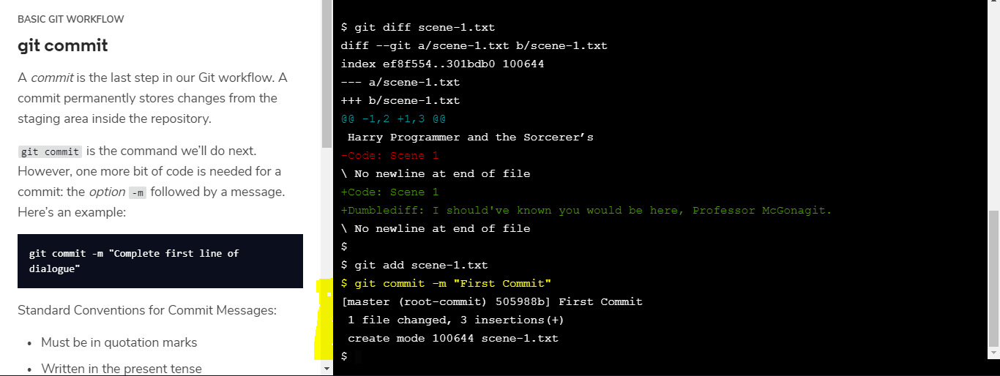 BASIC GIT WORKFLOW
git commit
A commit is the last step in our Git workflow. A
commit permanently stores changes from the
staging area inside the repository.
git commit is the command we’ll do next.
However, one more bit of code is needed for a
commit: the option -m followed by a message.
Here’s an example:
git commit -m "Complete first line of
dialogue"
Standard Conventions for Commit Messages:
• Must be in quotation marks
• Written in the present tense
$ git diff scene-1.txt
diff --git a/scene-1.txt b/scene-1.txt
index ef8f554..301bdb0 100644
--- a/scene-1.txt
+++ b/scene-1.txt
@@ -1,2 +1,3 @@
 Harry Programmer and the Sorcerer’s
-Code: Scene 1
\ No newline at end of file
+Code: Scene 1
+Dumblediff: I should've known you would be here, Professor McGonagit.
\ No newline at end of file
$
$ git add scene-1.txt
$ git commit -m "First Commit"
[master (root-commit) 505988b] First Commit
 1 file changed, 3 insertions(+)
 create mode 100644 scene-1.txt
$